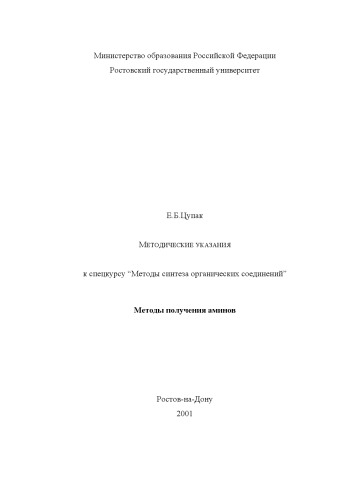 Министерство образования Российской Федерации
Ростовский государственный университет
Е.Б.Цупак
МЕТОДИЧЕСКИЕ УКАЗАНИЯ
к спецкурсу “Методы синтеза органических соединений”
Методы получения аминов
Ростов-на-Дону
2001